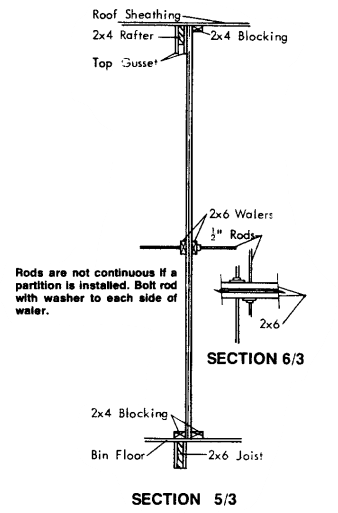 Roof Sheathing
2x4 Rafter
2x4 Blocking
Top Gusset
2x6 Walers
½" Rods
Rods are not continuous if a
partition is installed. Bolt rod
with washer to each side of
waler.
2x6
SECTION 6/3
2x4 Blocking
Bin Floor
2x6 Joist
SECTION 5/3